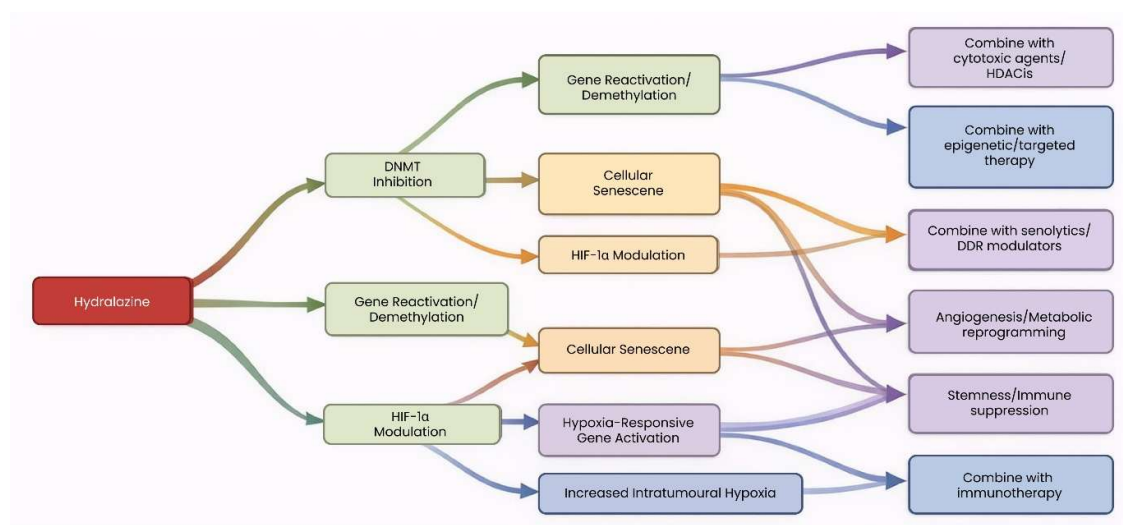 Hydralazine
DNMT
Inhibition
Gene Reactivation/
Demethylation
HIF-1α
Modulation
Gene Reactivation/
Demethylation
Cellular
Senescene
HIF-1α Modulation
Cellular Senescene
Hypoxia-Responsive
Gene Activation
Increased Intratumoural Hypoxia
Combine with
cytotoxic agents/
HDACis
Combine with
epigenetic/targeted
therapy
Combine with senolytics/
DDR modulators
Angiogenesis/Metabolic
reprogramming
Stemness/Immune
suppression
Combine with
immunotherapy